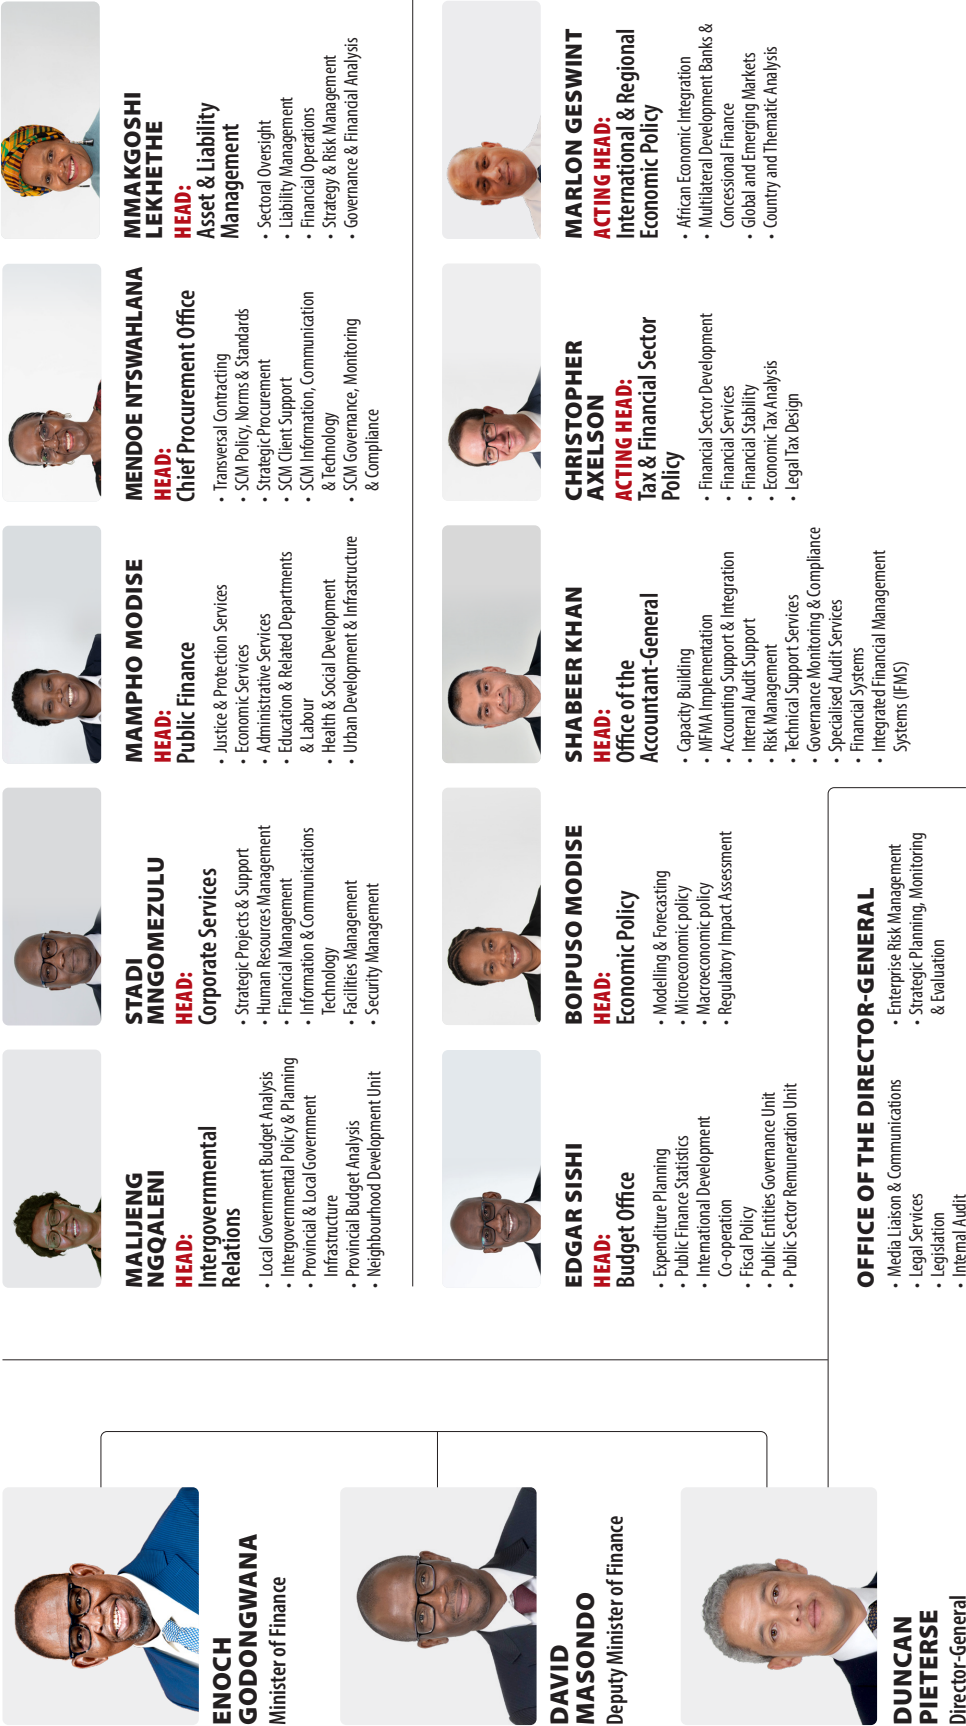 ENOCH
GODONGWANA
Minister of Finance
DAVID
MASONDO
Deputy Minister of Finance
DUNCAN
PIETERSE
Director-General
MALIJENG
NGQALENI
HEAD:
Intergovernmental
Relations
• Local Government Budget Analysis
• Intergovernmental Policy & Planning
• Provincial & Local Government
Infrastructure
• Provincial Budget Analysis
• Neighbourhood Development Unit
STADI
MNGOMEZULU
HEAD:
Corporate Services
• Strategic Projects & Support
• Human Resources Management
• Financial Management
• Information & Communications
Technology
• Facilities Management
• Security Management
MAMPHO MODISE
HEAD:
Public Finance
• Justice & Protection Services
• Economic Services
• Administrative Services
• Education & Related Departments
& Labour
• Health & Social Development
• Urban Development & Infrastructure
MENDOE NTSWAHLANA
HEAD:
Chief Procurement Office
• Transversal Contracting
• SCM Policy, Norms & Standards
• Strategic Procurement
• SCM Client Support
• SCM Information, Communication
& Technology
• SCM Governance, Monitoring
& Compliance
MMAKGOSHI
LEKHETHE
HEAD:
Asset & Liability
Management
• Sectoral Oversight
• Liability Management
• Financial Operations
• Strategy & Risk Management
• Governance & Financial Analysis
EDGAR SISHI
HEAD:
Budget Office
• Expenditure Planning
• Public Finance Statistics
• International Development
Co-operation
• Fiscal Policy
• Public Entities Governance Unit
• Public Sector Remuneration Unit
BOIPUSO MODISE
HEAD:
Economic Policy
• Modelling & Forecasting
• Microeconomic policy
• Macroeconomic policy
• Regulatory Impact Assessment
SHABEER KHAN
HEAD:
Office of the
Accountant-General
• Capacity Building
• MFMA Implementation
• Accounting Support & Integration
• Internal Audit Support
• Risk Management
• Technical Support Services
• Governance Monitoring & Compliance
• Specialised Audit Services
• Financial Systems
• Integrated Financial Management
Systems (IFMS)
CHRISTOPHER
AXELSON
ACTING HEAD:
Tax & Financial Sector
Policy
• Financial Sector Development
• Financial Services
• Financial Stability
• Economic Tax Analysis
• Legal Tax Design
MARLON GESWINT
ACTING HEAD:
International & Regional
Economic Policy
• African Economic Integration
• Multilateral Development Banks &
Concessional Finance
• Global and Emerging Markets
• Country and Thematic Analysis
OFFICE OF THE DIRECTOR-GENERAL
• Media Liaison & Communications
• Legal Services
• Legislation
• Internal Audit
• Enterprise Risk Management
• Strategic Planning, Monitoring
& Evaluation